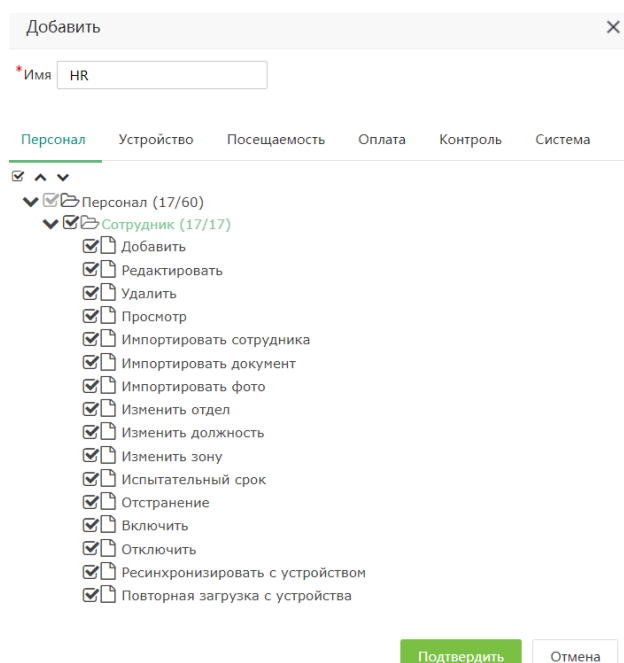 Добавить
*Имя HR
Персонал Устройство Посещаемость Оплата Контроль Система
Персонал (17/60)
Сотрудник (17/17)
Добавить
Редактировать
Удалить
Просмотр
Импортировать сотрудника
Импортировать документ
Импортировать фото
Изменить отдел
Изменить должность
Изменить зону
Испытательный срок
Отстранение
Включить
Отключить
Ресинхронизировать с устройством
Повторная загрузка с устройства
Подтвердить Отмена